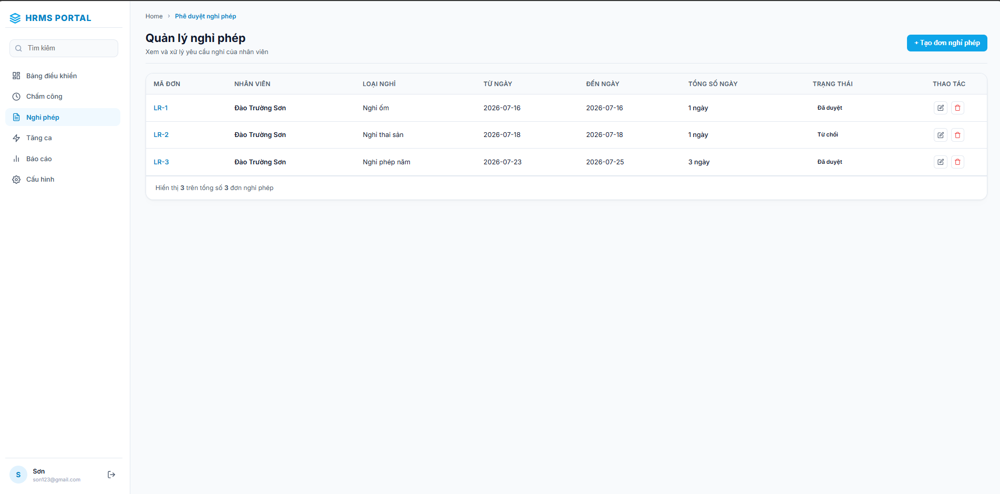 HRMS PORTAL
Tìm kiếm
Bảng điều khiển
Chấm công
Nghỉ phép
Tăng ca
Báo cáo
Cấu hình
S
Sơn
son123@gmail.com
Home › Phê duyệt nghỉ phép
Quản lý nghỉ phép
Xem và xử lý yêu cầu nghỉ của nhân viên
+ Tạo đơn nghỉ phép
MÃ ĐƠN NHÂN VIÊN LOẠI NGHỈ TỪ NGÀY ĐẾN NGÀY TỔNG SỐ NGÀY TRẠNG THÁI THAO TÁC
LR-1 Đào Trường Sơn Nghỉ ốm 2026-07-16 2026-07-16 1 ngày Đã duyệt
LR-2 Đào Trường Sơn Nghỉ thai sản 2026-07-18 2026-07-18 1 ngày Từ chối
LR-3 Đào Trường Sơn Nghỉ phép năm 2026-07-23 2026-07-25 3 ngày Đã duyệt
Hiển thị 3 trên tổng số 3 đơn nghỉ phép